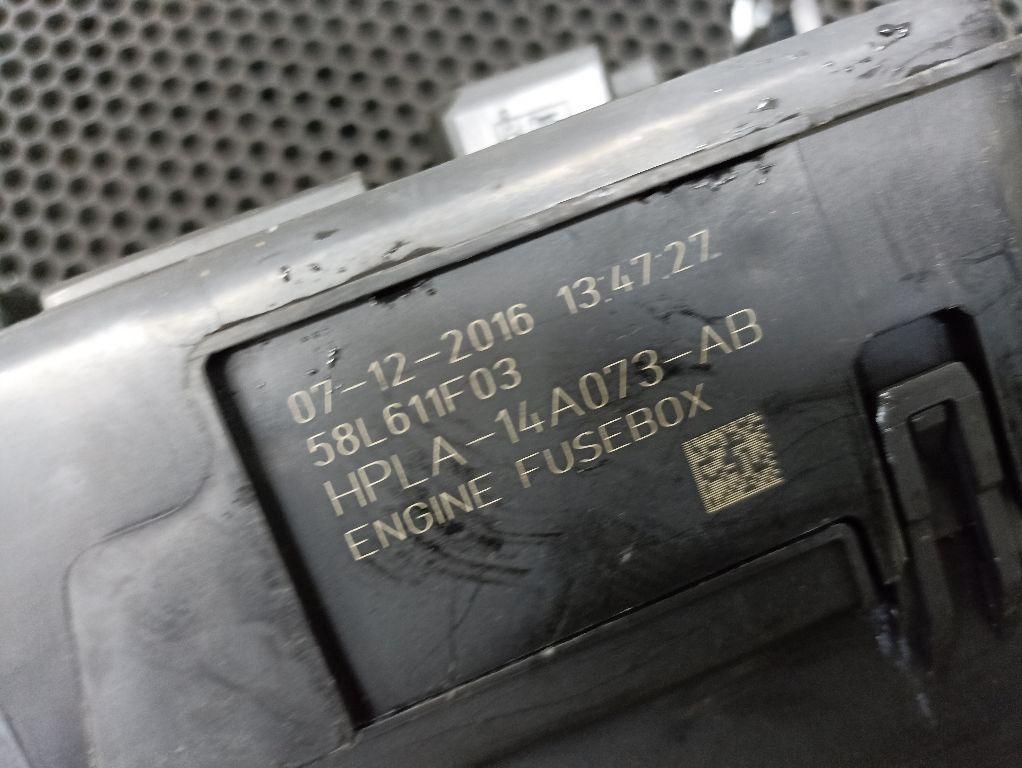 07-12-2016 13:47:27
58L611F03
HPLA-14A073-AB
ENGINE FUSEBOX